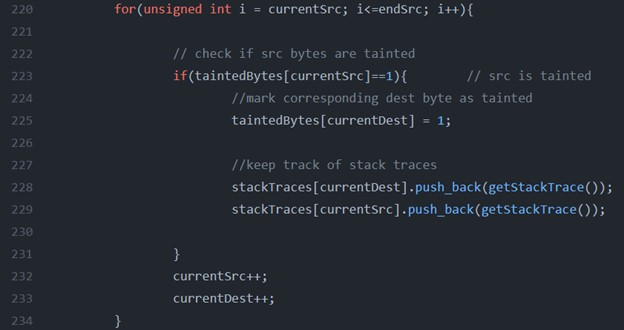 220 for(unsigned int i = currentSrc; i<=endSrc; i++){
221
222 // check if src bytes are tainted
223 if(taintedBytes[currentSrc]==1){ // src is tainted
224 //mark corresponding dest byte as tainted
225 taintedBytes[currentDest] = 1;
226
227 //keep track of stack traces
228 stackTraces[currentDest].push_back(getStackTrace());
229 stackTraces[currentSrc].push_back(getStackTrace());
230
231 }
232 currentSrc++;
233 currentDest++;
234 }